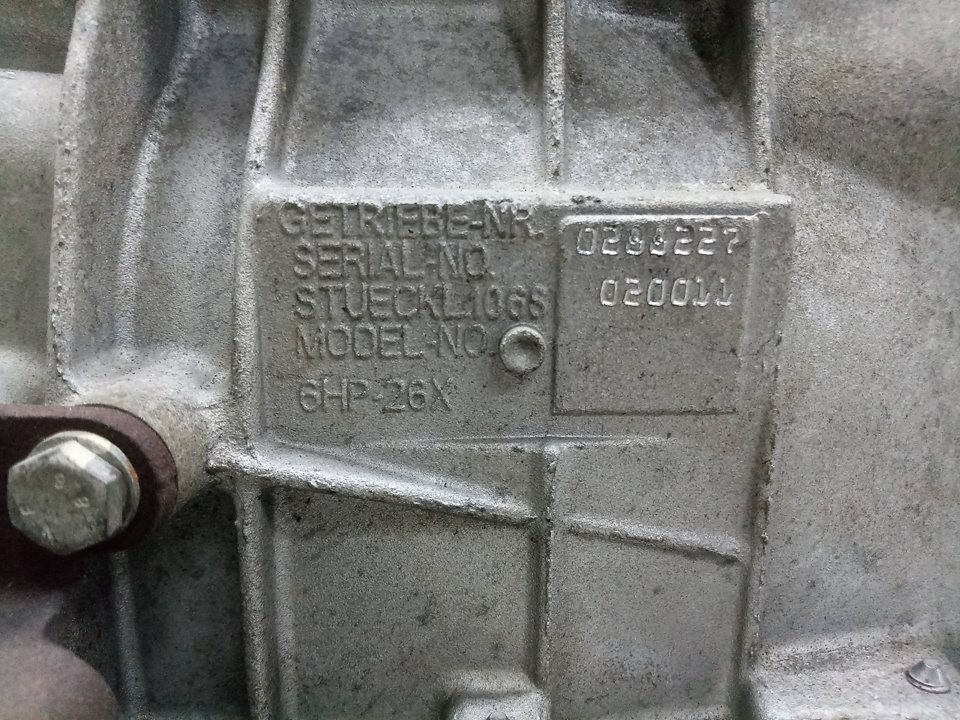 GETRIEBE-NR.
SERIAL-NO.
STUECKL.1068
MODEL-NO.
6HP-26X
020011